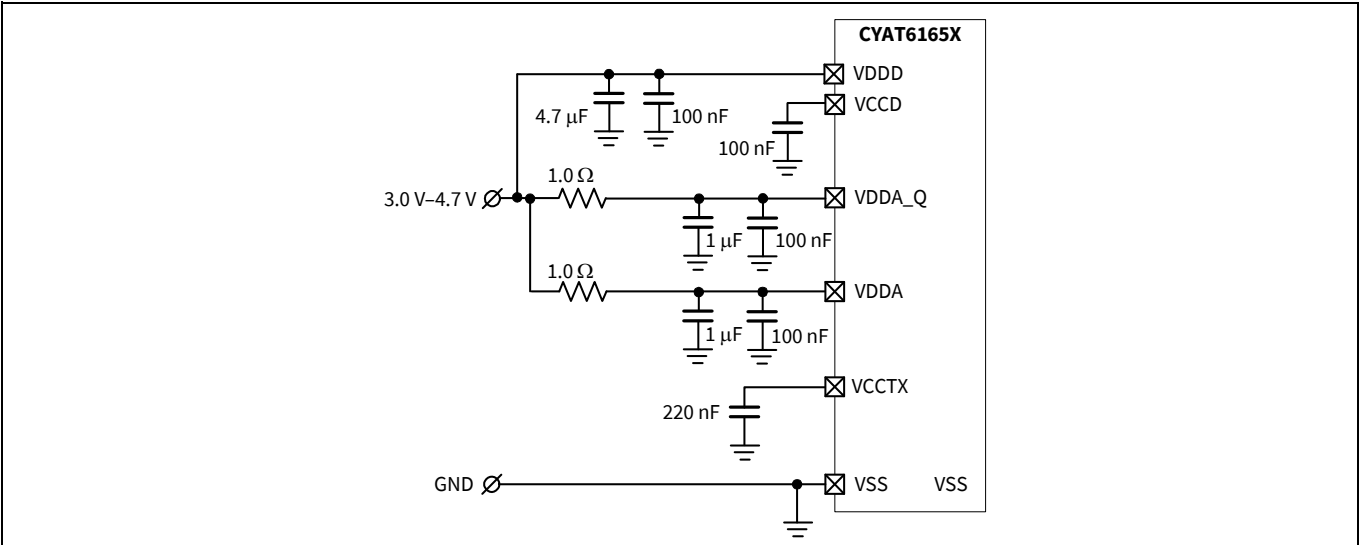 CYAT6165X
VDDD
VCCD
4.7 μF
100 nF
100 nF
1.0 Ω
3.0 V–4.7 V
VDDA_Q
1 μF
100 nF
1.0 Ω
VDDA
1 μF
100 nF
VCCTX
220 nF
GND
VSS
VSS